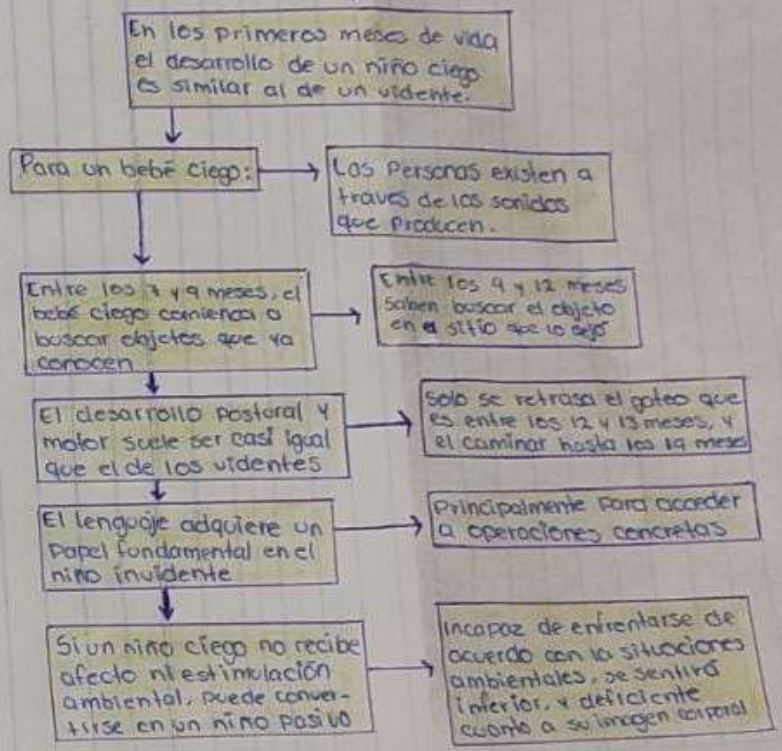 En los primeros meses de vida
el desarrollo de un niño ciego
es similar al de un vidente.
Para un bebé ciego:
Las Personas existen a
través de los sonidos
que producen.
Entre los 7 y 9 meses, el
bebé ciego comienca a
buscar objetos que ya
conocen
Entre los 9 y 12 meses
saben buscar el objeto
en el sitio que lo dejó
El desarrollo postural y
motor suele ser casi igual
que el de los videntes
Solo se retrasa el gateo que
es entre los 12 y 13 meses, y
el caminar hasta los 19 meses
El lenguaje adquiere un
Papel fundamental en el
niño invidente
Principalmente para acceder
a operaciones concretas
Si un niño ciego no recibe
afecto ni estimulación
ambiental, puede conver-
tirse en un niño pasivo
Incapaz de enfrentarse de
acuerdo con la situaciones
ambientales, se sentirá
inferior, y deficiente
cuanto a su imagen corporal